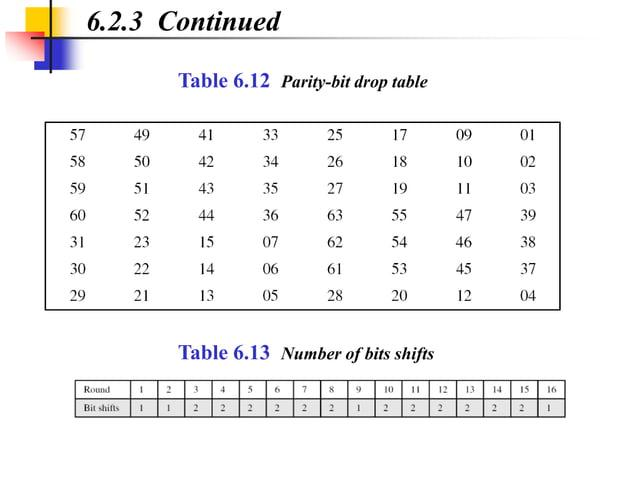 6.2.3 Continued
Table 6.12 Parity-bit drop table
57 49 41 33 25 17 09 01
58 50 42 34 26 18 10 02
59 51 43 35 27 19 11 03
60 52 44 36 63 55 47 39
31 23 15 07 62 54 46 38
30 22 14 06 61 53 45 37
29 21 13 05 28 20 12 04
Table 6.13 Number of bits shifts
Round 1 2 3 4 5 6 7 8 9 10 11 12 13 14 15 16
Bit shifts 1 1 2 2 2 2 2 2 1 2 2 2 2 2 2 1